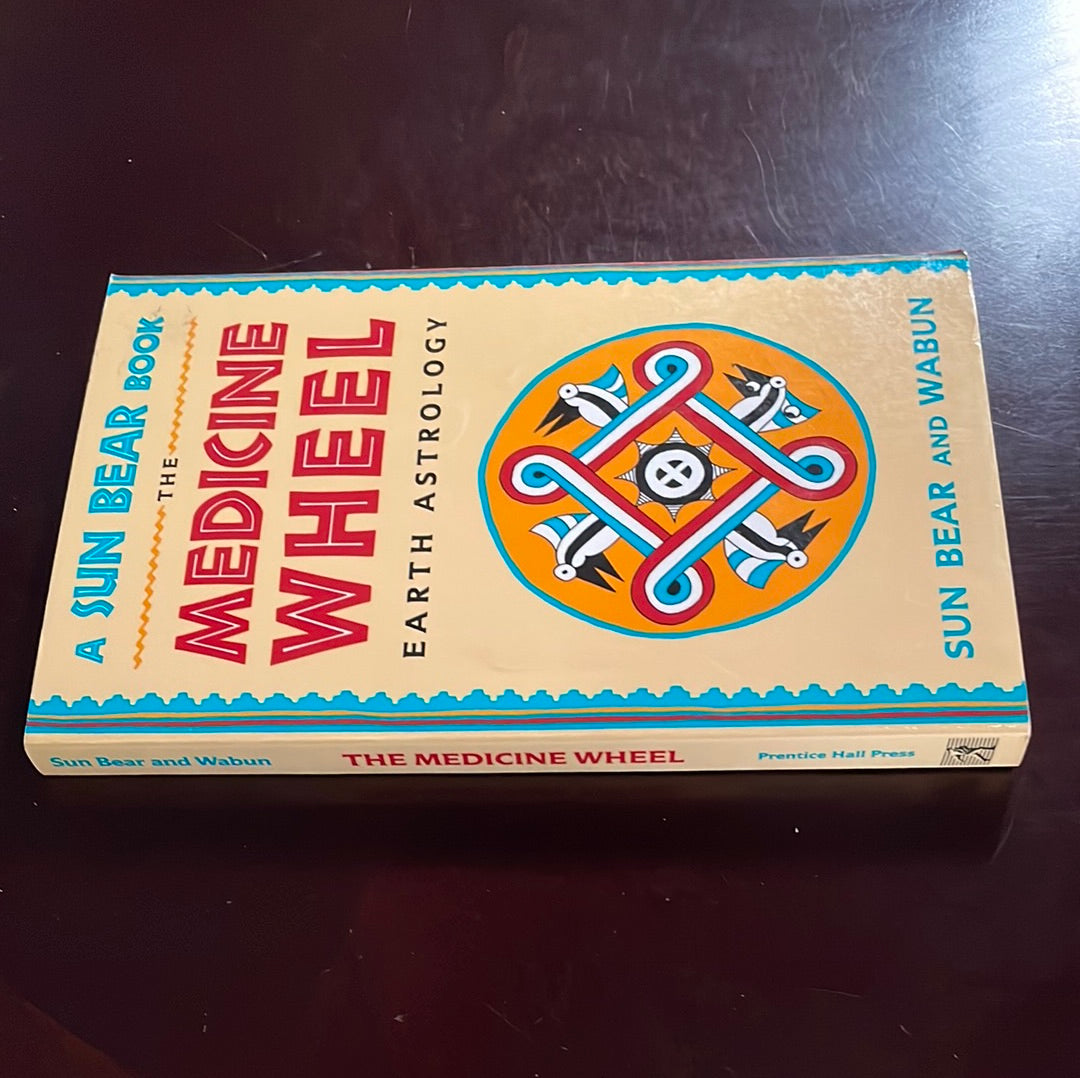 A SUN BEAR BOOK
THE
MEDICINE
WHEEL
EARTH ASTROLOGY
SUN BEAR AND WABUN
Sun Bear and Wabun THE MEDICINE WHEEL Prentice Hall Press